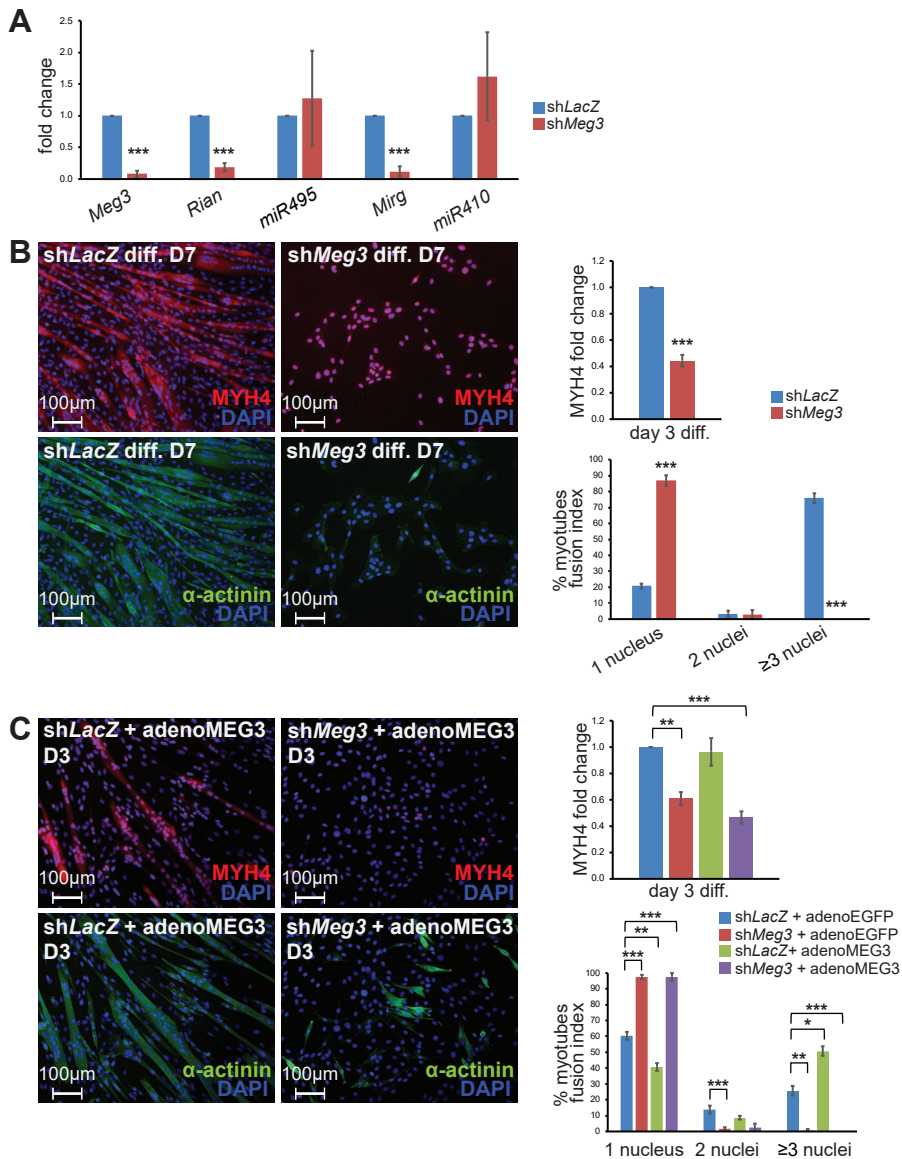 A
fold change
2.5
2.0
1.5
1.0
0.5
0.0
***
***
***
Meg3
Rian
miR495
Mirg
miR410
shLacZ
shMeg3
B
shLacZ diff. D7
MYH4
DAPI
100µm
shMeg3 diff. D7
MYH4
DAPI
100µm
shLacZ diff. D7
α-actinin
DAPI
100µm
shMeg3 diff. D7
α-actinin
DAPI
100µm
MYH4 fold change
1.2
1.0
0.8
0.6
0.4
0.2
0.0
***
day 3 diff.
shLacZ
shMeg3
% myotubes
fusion index
100
90
80
70
60
50
40
30
20
10
0
***
***
1 nucleus
2 nuclei
≥3 nuclei
C
shLacZ + adenoMEG3
D3
MYH4
DAPI
100µm
shMeg3 + adenoMEG3
D3
MYH4
DAPI
100µm
shLacZ + adenoMEG3
D3
α-actinin
DAPI
100µm
shMeg3 + adenoMEG3
D3
α-actinin
DAPI
100µm
MYH4 fold change
1.2
1.0
0.8
0.6
0.4
0.2
0.0
***
**
day 3 diff.
shLacZ + adenoEGFP
shMeg3 + adenoEGFP
shLacZ+ adenoMEG3
shMeg3 + adenoMEG3
% myotubes
fusion index
100
90
80
70
60
50
40
30
20
10
0
***
**
***
***
***
*
**
1 nucleus
2 nuclei
≥3 nuclei